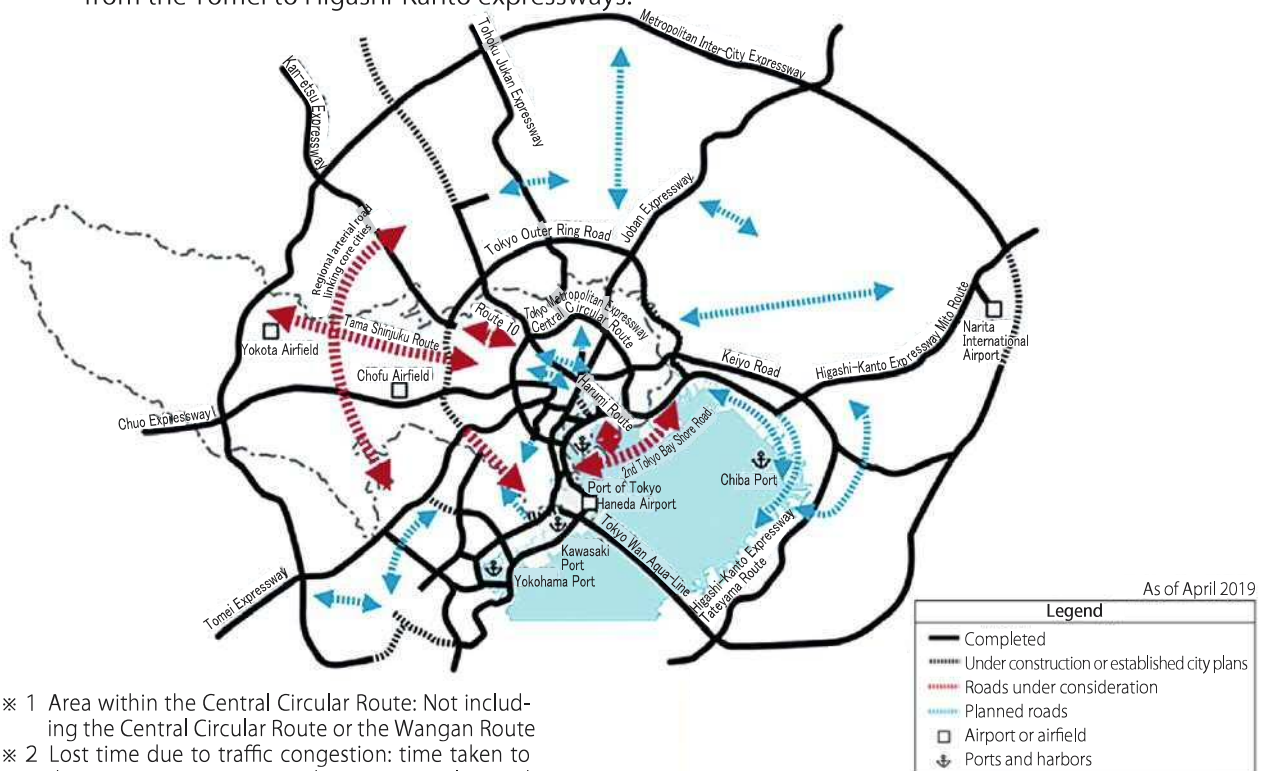 from the Tomei to Higashi-Kanto expressways.
Metropolitan Inter-City Expressway
Tohoku Jukan Expressway
Kan-etsu Expressway
Joban Expressway
Regional arterial road
linking core cities
Tokyo Outer Ring Road
Tokyo Metropolitan Expressway
Central Circular Route
Route 10
Tama Shinjuku Route
Yokota Airfield
Chofu Airfield
Chuo Expressway
Keiyo Road
Higashi-Kanto Expressway Mito Route
Narita
International
Airport
Harumi Route
2nd Tokyo Bay Shore Road
Chiba Port
Port of Tokyo
Haneda Airport
Tokyo Wan Aqua-Line
Kawasaki
Port
Yokohama Port
Higashi-Kanto Expressway
Tateyama Route
Tomei Expressway
As of April 2019
Legend
Completed
Under construction or established city plans
Roads under consideration
Planned roads
Airport or airfield
Ports and harbors
※ 1 Area within the Central Circular Route: Not includ-
ing the Central Circular Route or the Wangan Route
※ 2 Lost time due to traffic congestion: time taken to